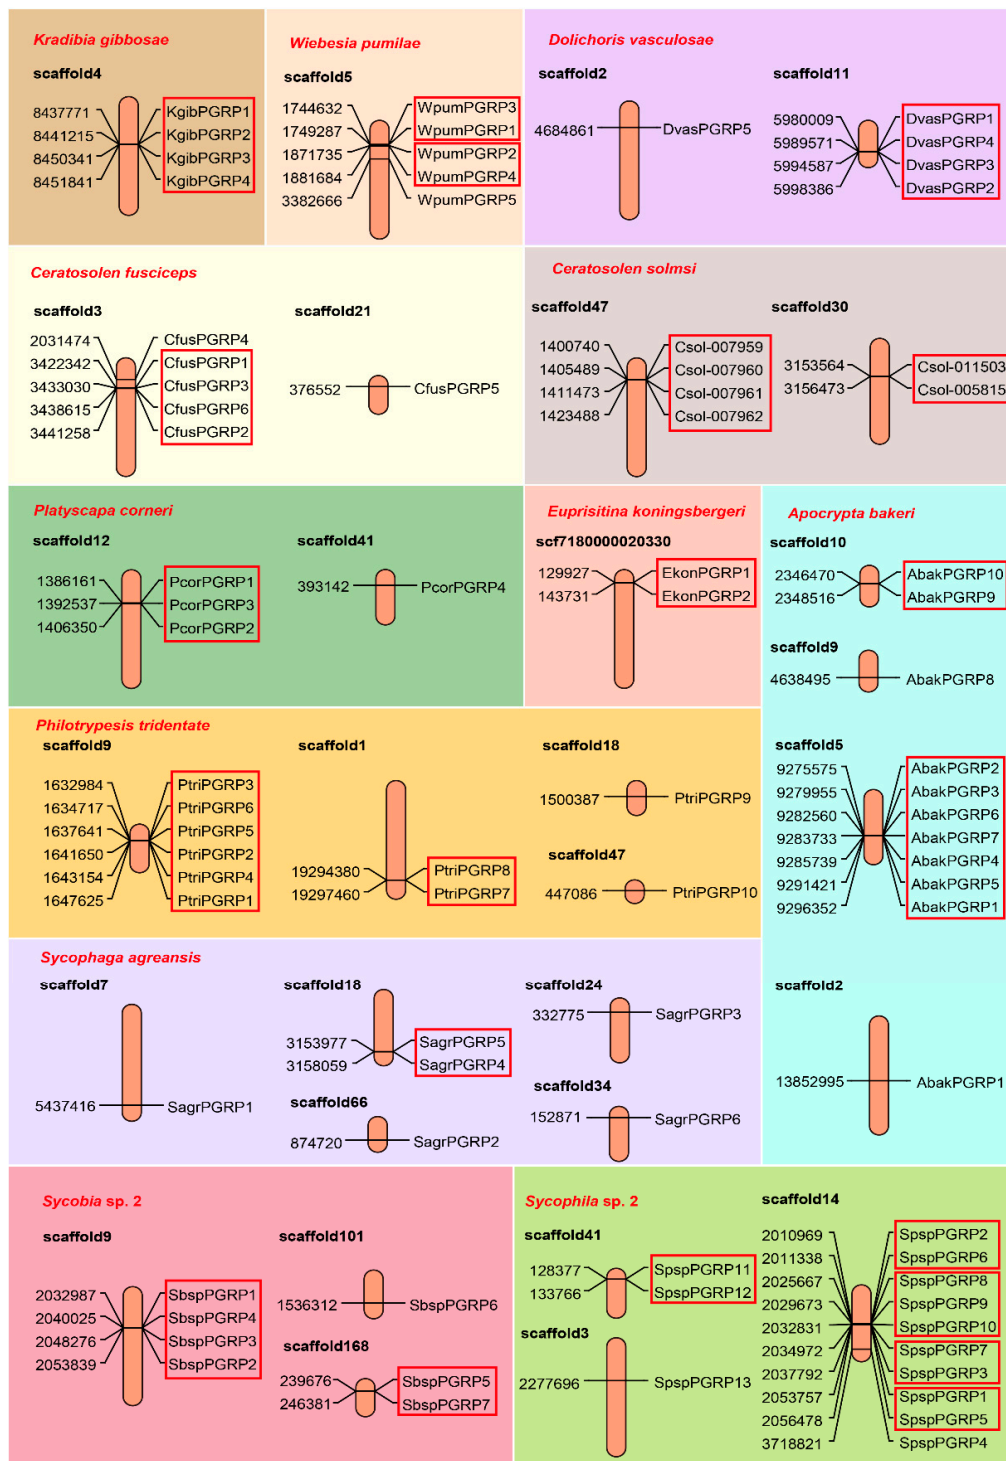 Kradibia gibbosae
scaffold4
8437771 KgibPGRP1
8441215 KgibPGRP2
8450341 KgibPGRP3
8451841 KgibPGRP4
Wiebesia pumilae
scaffold5
1744632 WpumPGRP3
1749287 WpumPGRP1
1871735 WpumPGRP2
1881684 WpumPGRP4
3382666 WpumPGRP5
Dolichoris vasculosae
scaffold2
4684861 DvasPGRP5
scaffold11
5980009 DvasPGRP1
5989571 DvasPGRP4
5994587 DvasPGRP3
5998386 DvasPGRP2
Ceratosolen fusciceps
scaffold3
2031474 CfusPGRP4
3422342 CfusPGRP1
3433030 CfusPGRP3
3438615 CfusPGRP6
3441258 CfusPGRP2
scaffold21
376552 CfusPGRP5
Ceratosolen solmsi
scaffold47
1400740 Csol-007959
1405489 Csol-007960
1411473 Csol-007961
1423488 Csol-007962
scaffold30
3153564 Csol-011503
3156473 Csol-005815
Platyscapa corneri
scaffold12
1386161 PcorPGRP1
1392537 PcorPGRP3
1406350 PcorPGRP2
scaffold41
393142 PcorPGRP4
Euprisitina koningsbergeri
scf7180000020330
129927 EkonPGRP1
143731 EkonPGRP2
Apocrypta bakeri
scaffold10
2346470 AbakPGRP10
2348516 AbakPGRP9
scaffold9
4638495 AbakPGRP8
scaffold5
9275575 AbakPGRP2
9279955 AbakPGRP3
9282560 AbakPGRP6
9283733 AbakPGRP7
9285739 AbakPGRP4
9291421 AbakPGRP5
9296352 AbakPGRP1
scaffold2
13852995 AbakPGRP1
Philotrypesis tridentate
scaffold9
1632984 PtriPGRP3
1634717 PtriPGRP6
1637641 PtriPGRP5
1641650 PtriPGRP2
1643154 PtriPGRP4
1647625 PtriPGRP1
scaffold1
19294380 PtriPGRP8
19297460 PtriPGRP7
scaffold18
1500387 PtriPGRP9
scaffold47
447086 PtriPGRP10
Sycophaga agreansis
scaffold7
5437416 SagrPGRP1
scaffold18
3153977 SagrPGRP5
3158059 SagrPGRP4
scaffold66
874720 SagrPGRP2
scaffold24
332775 SagrPGRP3
scaffold34
152871 SagrPGRP6
Sycobia sp. 2
scaffold9
2032987 SbspPGRP1
2040025 SbspPGRP4
2048276 SbspPGRP3
2053839 SbspPGRP2
scaffold101
1536312 SbspPGRP6
scaffold168
239676 SbspPGRP5
246381 SbspPGRP7
Sycophila sp. 2
scaffold41
128377 SpspPGRP11
133766 SpspPGRP12
scaffold3
2277696 SpspPGRP13
scaffold14
2010969 SpspPGRP2
2011338 SpspPGRP6
2025667 SpspPGRP8
2029673 SpspPGRP9
2032831 SpspPGRP10
2034972 SpspPGRP7
2037792 SpspPGRP3
2053757 SpspPGRP1
2056478 SpspPGRP5
3718821 SpspPGRP4